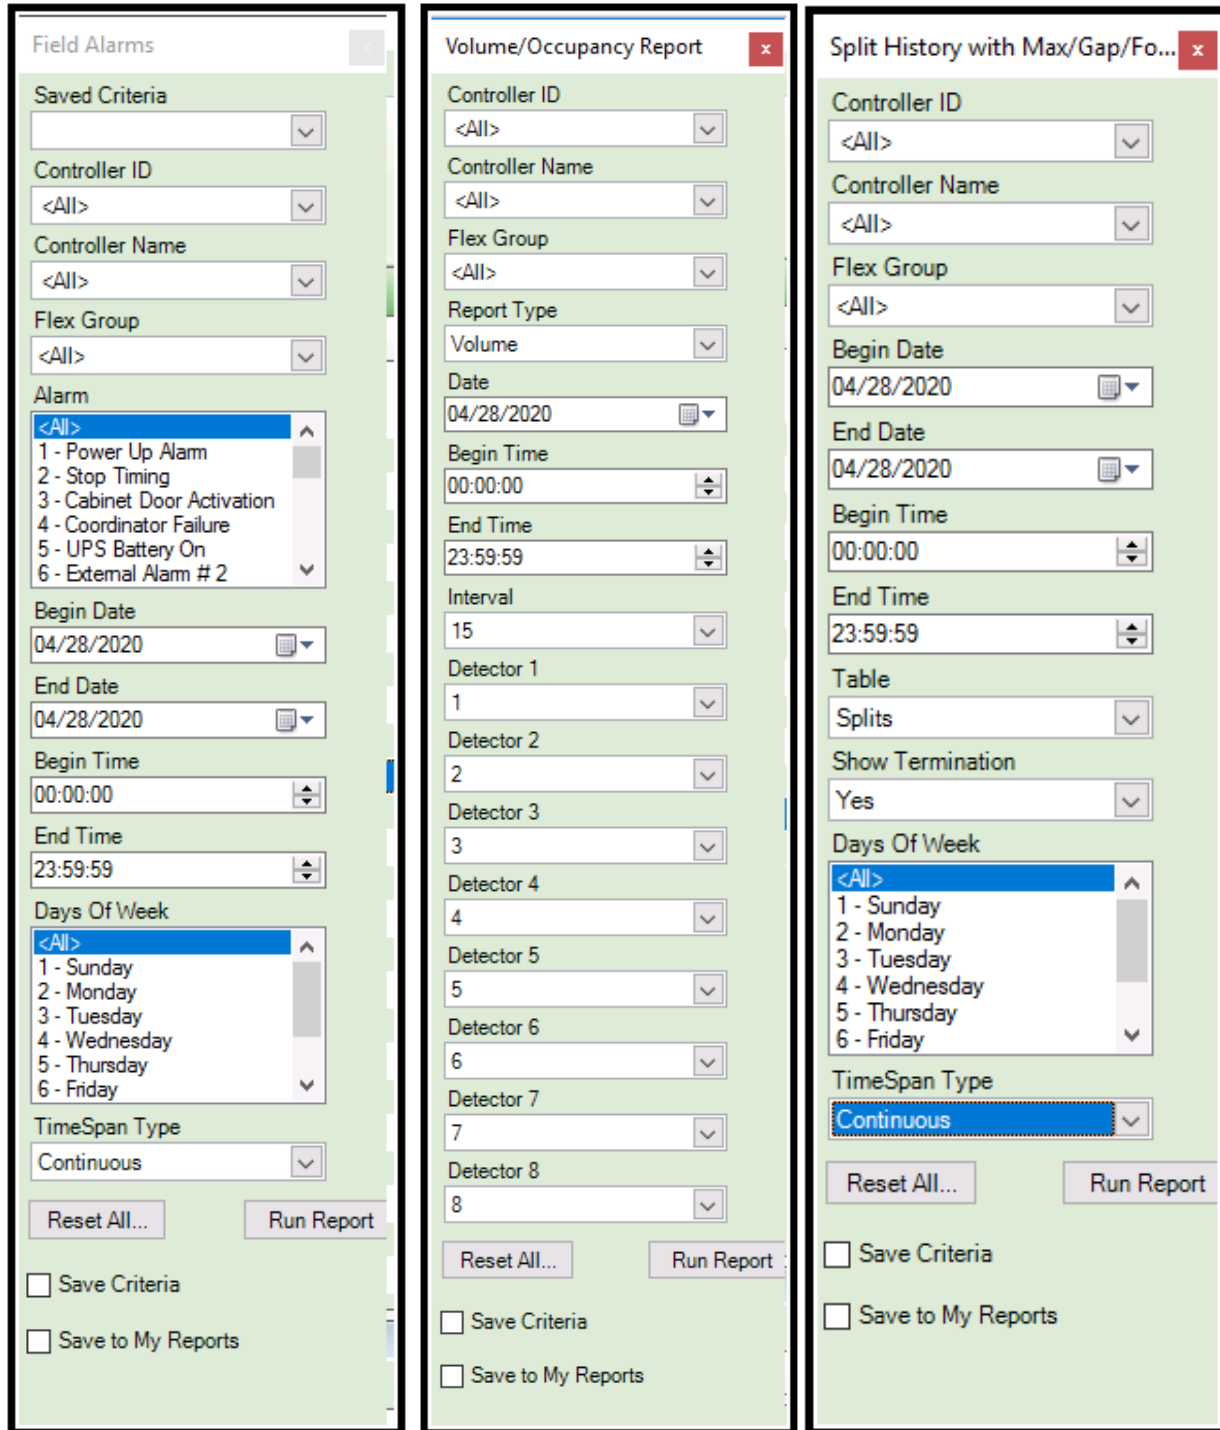 Field Alarms
x
Saved Criteria
Controller ID
<All>
Controller Name
<All>
Flex Group
<All>
Alarm
<All>
1 - Power Up Alarm
2 - Stop Timing
3 - Cabinet Door Activation
4 - Coordinator Failure
5 - UPS Battery On
6 - External Alarm # 2
Begin Date
04/28/2020
End Date
04/28/2020
Begin Time
00:00:00
End Time
23:59:59
Days Of Week
<All>
1 - Sunday
2 - Monday
3 - Tuesday
4 - Wednesday
5 - Thursday
6 - Friday
TimeSpan Type
Continuous
Reset All... Run Report
Save Criteria
Save to My Reports
Volume/Occupancy Report x
Controller ID
<All>
Controller Name
<All>
Flex Group
<All>
Report Type
Volume
Date
04/28/2020
Begin Time
00:00:00
End Time
23:59:59
Interval
15
Detector 1
1
Detector 2
2
Detector 3
3
Detector 4
4
Detector 5
5
Detector 6
6
Detector 7
7
Detector 8
8
Reset All... Run Report
Save Criteria
Save to My Reports
Split History with Max/Gap/Fo... x
Controller ID
<All>
Controller Name
<All>
Flex Group
<All>
Begin Date
04/28/2020
End Date
04/28/2020
Begin Time
00:00:00
End Time
23:59:59
Table
Splits
Show Termination
Yes
Days Of Week
<All>
1 - Sunday
2 - Monday
3 - Tuesday
4 - Wednesday
5 - Thursday
6 - Friday
TimeSpan Type
Continuous
Reset All... Run Report
Save Criteria
Save to My Reports